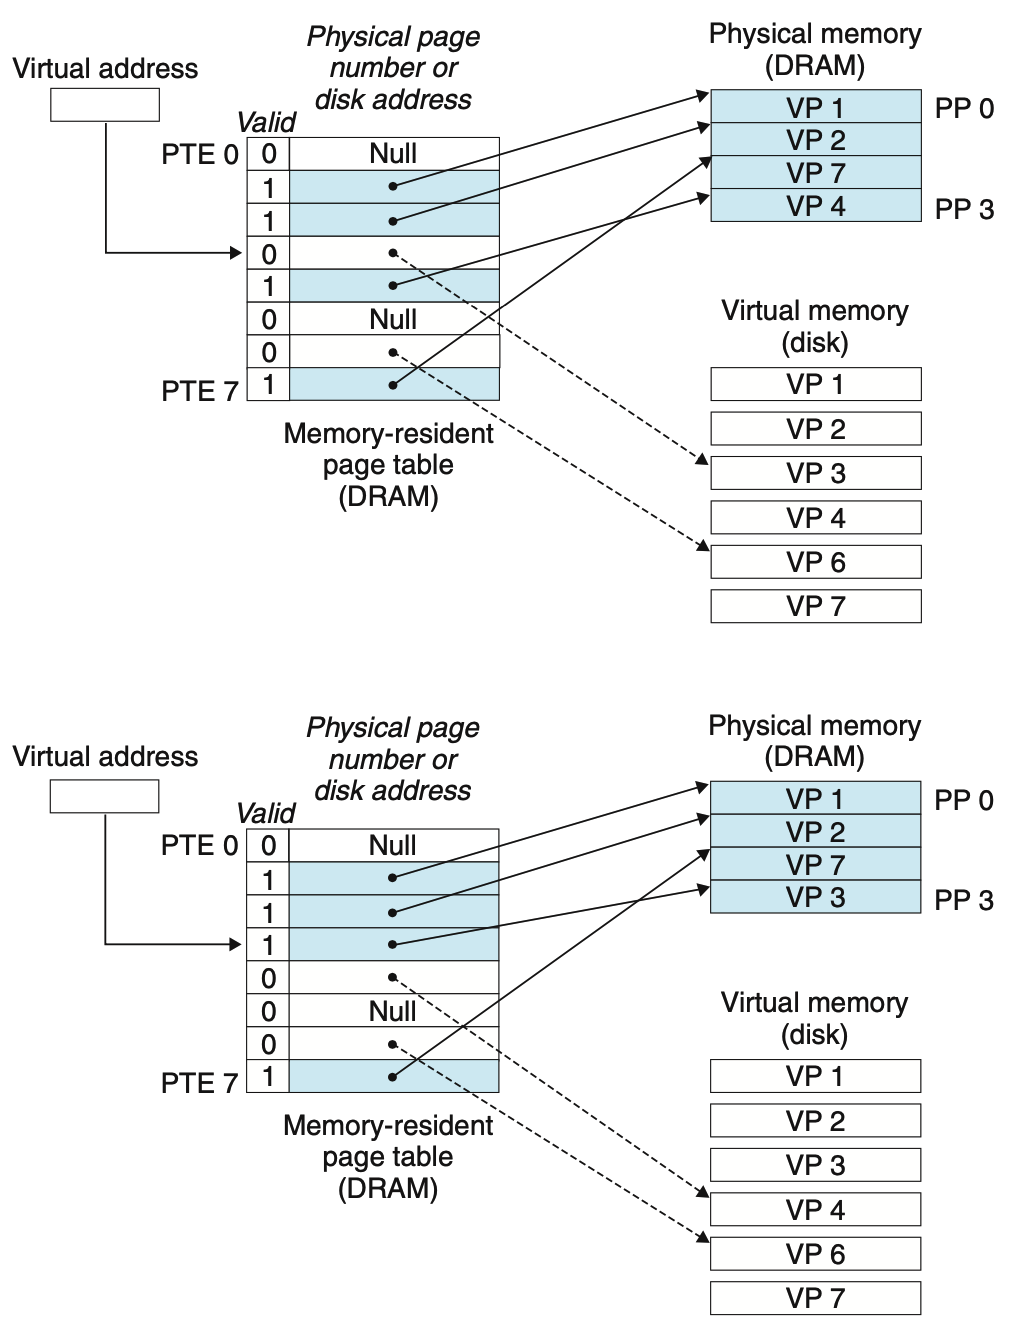 Physical page
number or
disk address
Physical memory
(DRAM)
Virtual address
Valid
PTE 0
0
Null
1
1
0
1
0
Null
0
PTE 7
1
VP 1
PP 0
VP 2
VP 7
VP 4
PP 3
Memory-resident
page table
(DRAM)
Virtual memory
(disk)
VP 1
VP 2
VP 3
VP 4
VP 6
VP 7
Physical page
number or
disk address
Physical memory
(DRAM)
Virtual address
Valid
PTE 0
0
Null
1
1
1
0
0
Null
0
PTE 7
1
VP 1
PP 0
VP 2
VP 7
VP 3
PP 3
Memory-resident
page table
(DRAM)
Virtual memory
(disk)
VP 1
VP 2
VP 3
VP 4
VP 6
VP 7